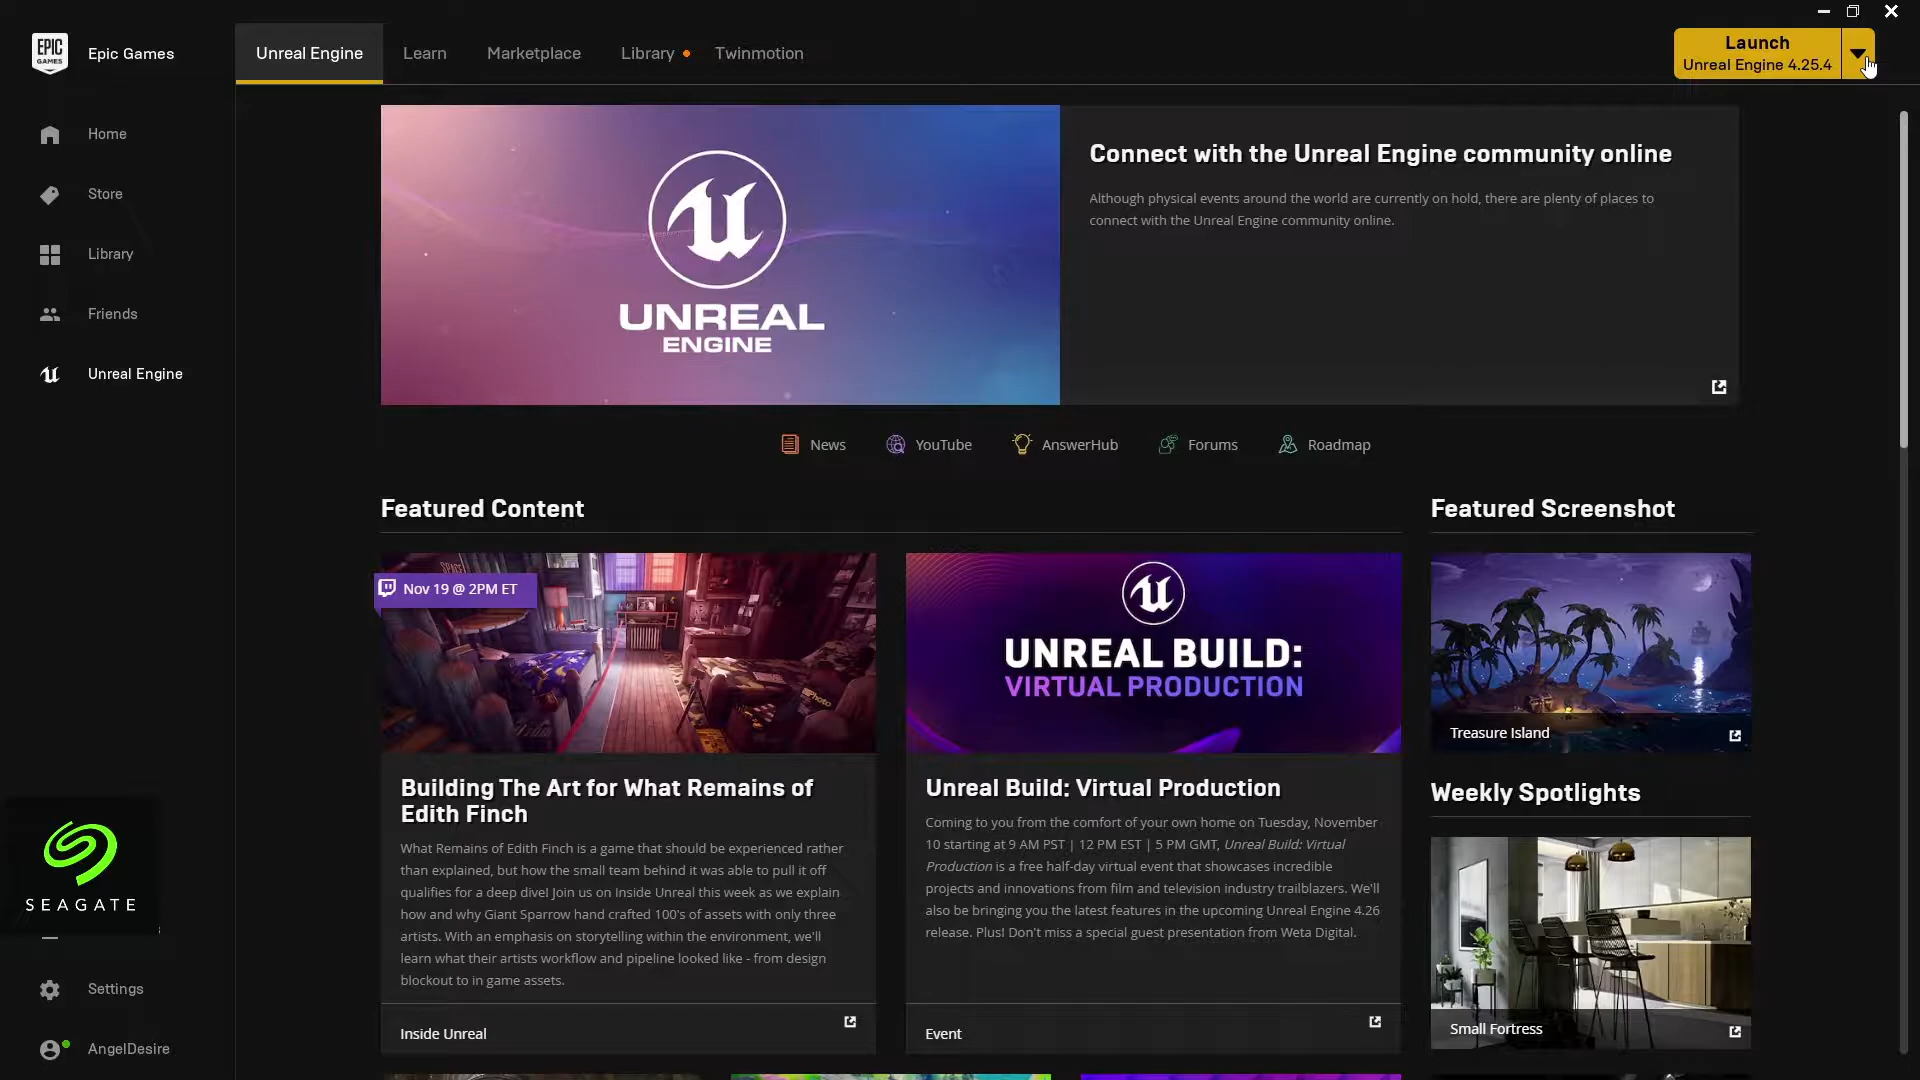 EPIC
GAMES
Epic Games
Unreal Engine
Learn
Marketplace
Library
Twinmotion
Launch
Unreal Engine 4.25.4
Home
Store
Library
Friends
Unreal Engine
UNREAL
ENGINE
Connect with the Unreal Engine community online
Although physical events around the world are currently on hold, there are plenty of places to
connect with the Unreal Engine community online.
News
YouTube
AnswerHub
Forums
Roadmap
Featured Content
Nov 19 @ 2PM ET
Building The Art for What Remains of
Edith Finch
What Remains of Edith Finch is a game that should be experienced rather
than explained, but how the small team behind it was able to pull it off
qualifies for a deep dive! Join us on Inside Unreal this week as we explain
how and why Giant Sparrow hand crafted 100's of assets with only three
artists. With an emphasis on storytelling within the environment, we'll
learn what their artists workflow and pipeline looked like - from design
blockout to in game assets.
Inside Unreal
UNREAL BUILD:
VIRTUAL PRODUCTION
Unreal Build: Virtual Production
Coming to you from the comfort of your own home on Tuesday, November
10 starting at 9 AM PST | 12 PM EST | 5 PM GMT, Unreal Build: Virtual
Production is a free half-day virtual event that showcases incredible
projects and innovations from film and television industry trailblazers. We'll
also be bringing you the latest features in the upcoming Unreal Engine 4.26
release. Plus! Don't miss a special guest presentation from Weta Digital.
Event
Featured Screenshot
Treasure Island
Weekly Spotlights
Small Fortress
SEAGATE
Settings
AngelDesire